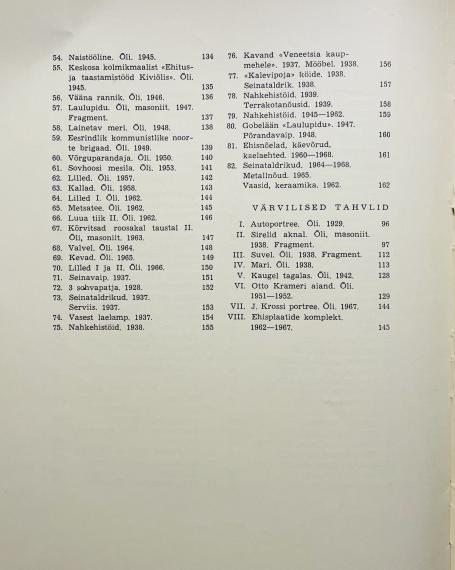 54. Naistööline. Õli. 1945. 134
55. Keskosa kolmikmaalist «Ehitus-
ja taastamistööd Kiviõlis». Õli.
1945. 135
56. Vääna rannik. Õli, 1946. 136
57. Laulupidu. Õli, masoniit. 1947.
Fragment. 137
58. Lainetav meri. Õli, 1948. 138
59. Eesrindlik kommunistlike noor-
te brigaad. Õli. 1949. 139
60. Võrguparandaja. Õli. 1950. 140
61. Sovhoosi mesila. Õli. 1953. 141
62. Lilled. Õli. 1957. 142
63. Kallad. Õli. 1958. 143
64. Lilled I. Õli. 1962. 144
65. Metsatee. Õli. 1962. 145
66. Luua tiik II. Õli. 1962. 146
67. Kõrvitsad roosakal taustal II.
Õli, masoniit. 1963. 147
68. Valvel. Õli. 1964. 148
69. Kevad. Õli. 1965. 149
70. Lilled I ja II. Õli. 1966. 150
71. Seinavaip. 1937. 151
72. 3 sohvapatja. 1928. 152
73. Seinataldrikud. 1937.
Serviis. 1937. 153
74. Vasest laelamp. 1937. 154
75. Nahkehistöid. 1938. 155
76. Kavand «Veneetsia kaup-
mehele». 1937. Mööbel. 1938. 156
77. «Kalevipoja» köide. 1938.
Seinataldrik. 1938. 157
78. Nahkehistöid. 1939.
Terrakotanõusid. 1939. 158
79. Nahkehistöid. 1945—1962. 159
80. Gobelään «Laulupidu». 1947.
Põrandavaip. 1948. 160
81. Ehisnõelad, käevõrud,
kaelaehted. 1960—1968. 161
82. Seinataldrikud. 1964—1968.
Metallnõud. 1965.
Vaasid, keraamika. 1962. 162
VÄRVILISED TAHVLID
I. Autoportree. Õli. 1929. 96
II. Sirelid aknal. Õli, masoniit.
1938. Fragment. 97
III. Suvel. Õli. 1938. Fragment. 112
IV. Mari. Õli. 1938. 113
V. Kaugel tagalas. Õli. 1942. 128
VI. Otto Krameri aiand. Õli.
1951—1952. 129
VII. J. Krossi portree. Õli. 1967. 144
VIII. Ehisplaatide komplekt.
1962—1967. 145